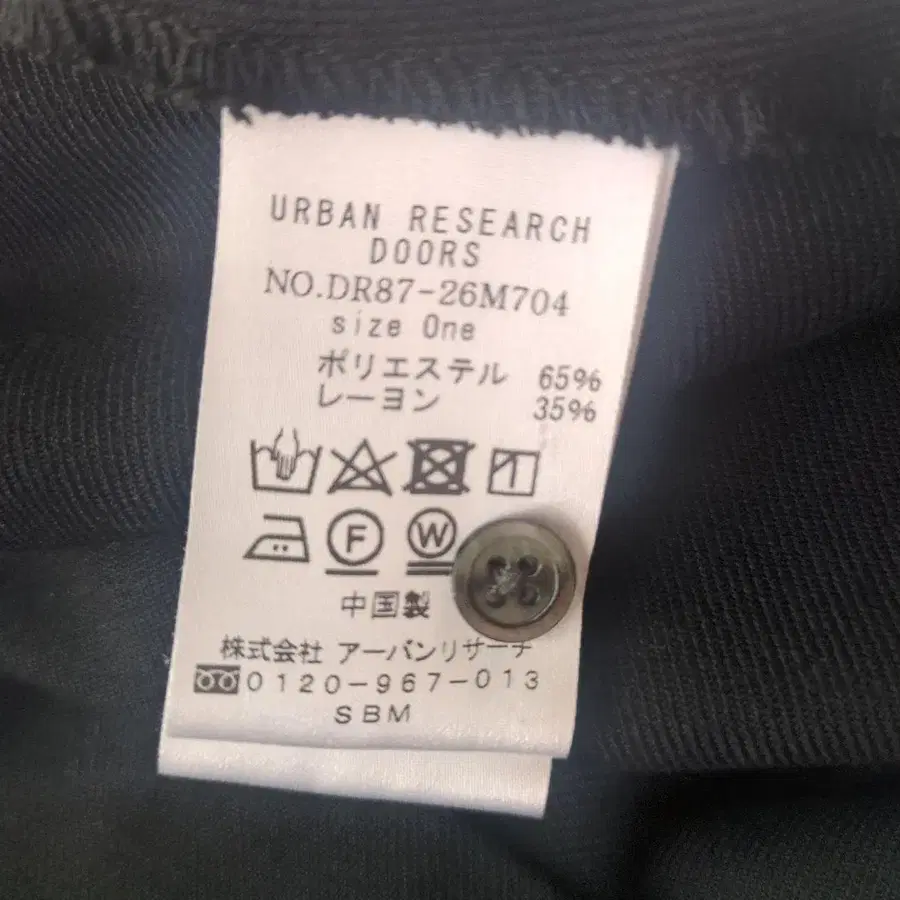 URBAN RESEARCH
DOORS
NO.DR87-26M704
size One
ポリエステル 65%
レーヨン 35%
F W
中国製
株式会社 アーバンリサーチ
0120-967-013
SBM